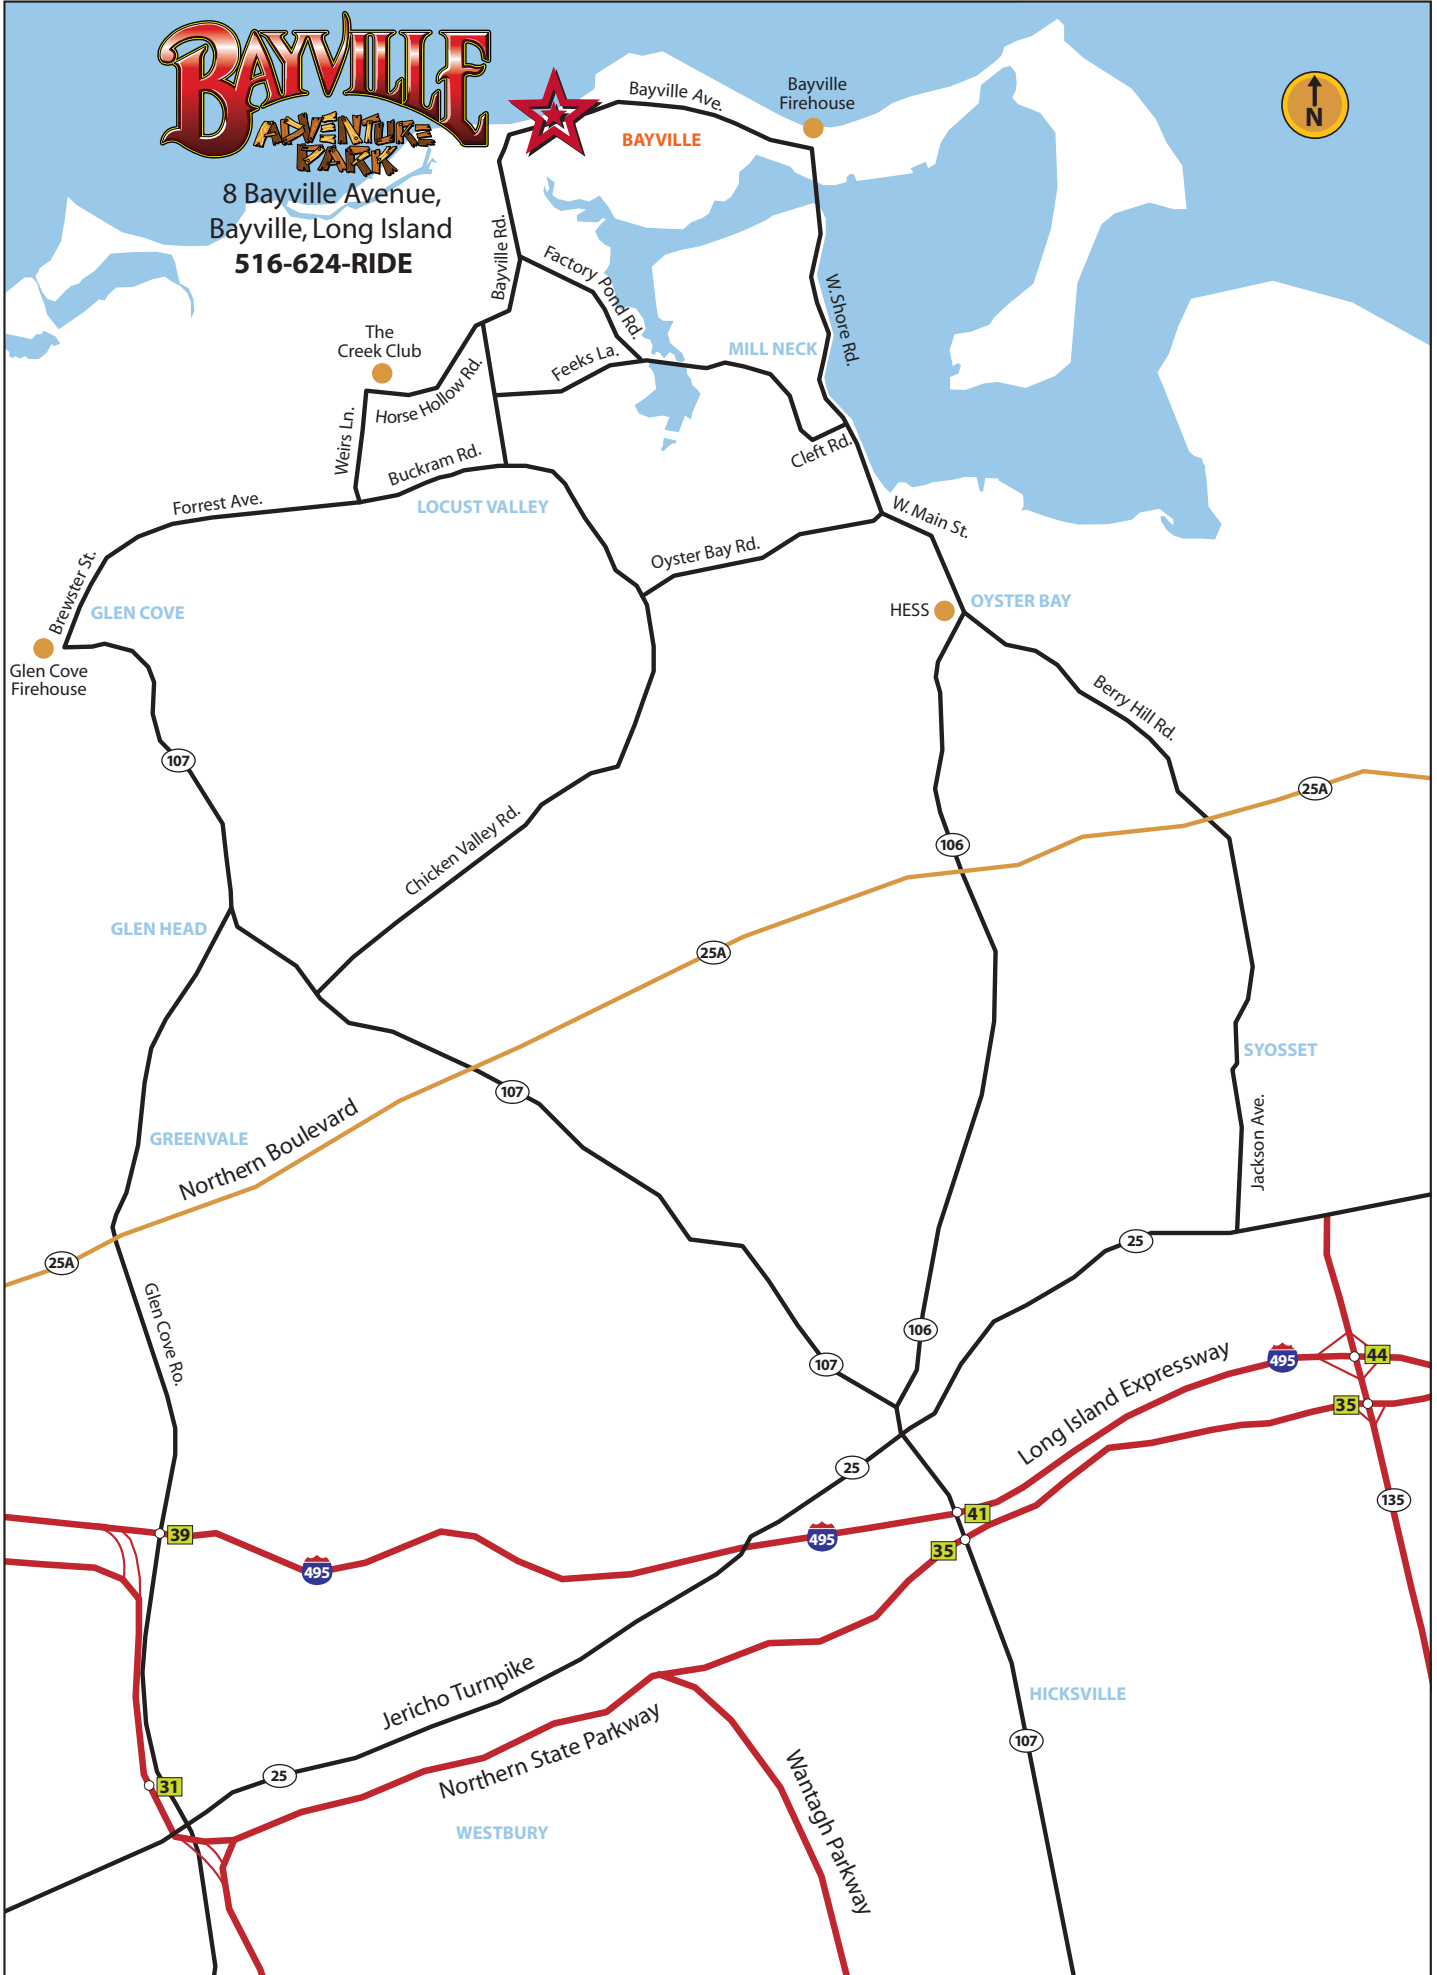 BAYVILLE
ADVENTURE
PARK
8 Bayville Avenue,
Bayville, Long Island
516-624-RIDE
Bayville Ave.
BAYVILLE
Bayville
Firehouse
N
Bayville Rd.
Factory Pond Rd.
W. Shore Rd.
The
Creek Club
MILL NECK
Feeks La.
Horse Hollow Rd.
Weirs Ln.
Buckram Rd.
Cleft Rd.
Forrest Ave.
LOCUST VALLEY
W. Main St.
Oyster Bay Rd.
Brewster St.
GLEN COVE
HESS
OYSTER BAY
Glen Cove
Firehouse
Berry Hill Rd.
107
25A
Chicken Valley Rd.
106
GLEN HEAD
25A
SYOSSET
107
GREENVALE
Northern Boulevard
Jackson Ave.
25A
25
Glen Cove Ro.
106
107
Long Island Expressway
495
44
35
25
135
39
41
495
495
35
Jericho Turnpike
HICKSVILLE
Northern State Parkway
107
Wantagh Parkway
25
31
WESTBURY